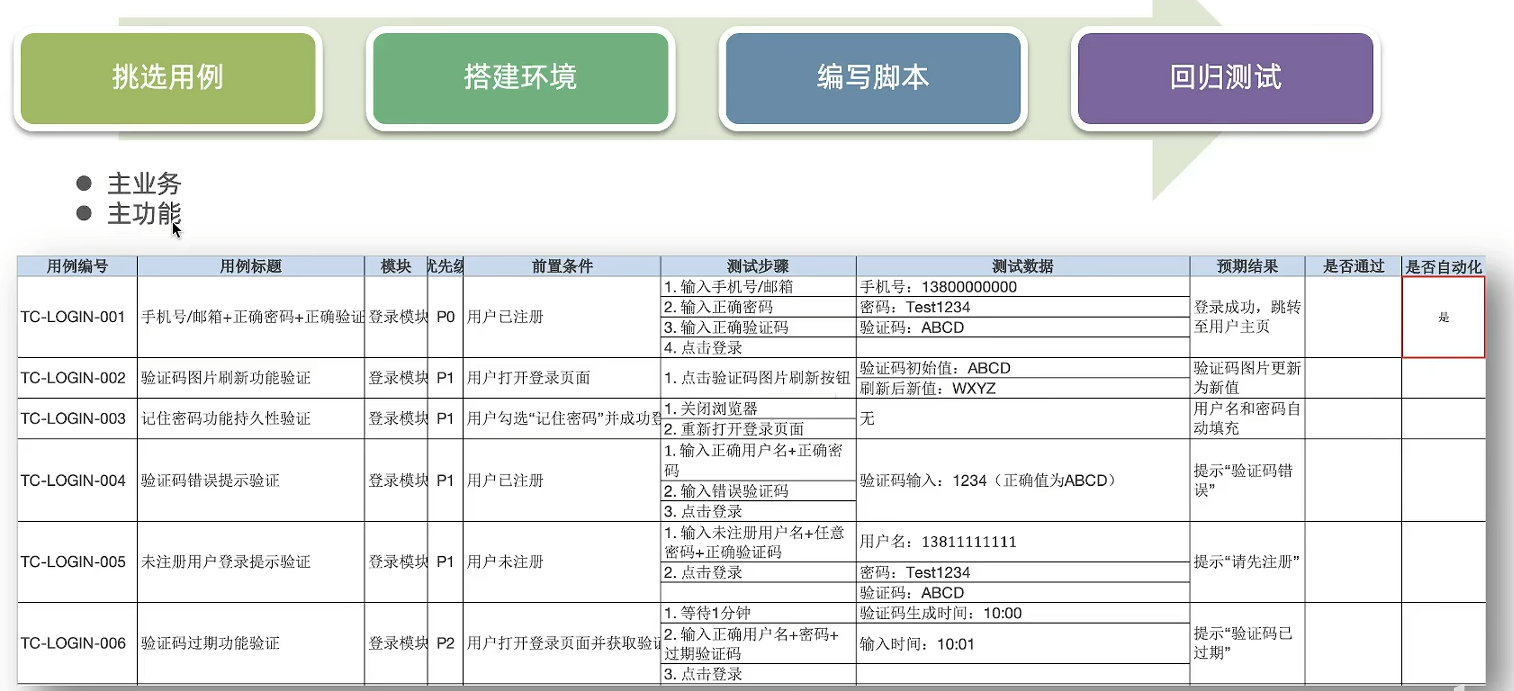 挑选用例
搭建环境
编写脚本
回归测试
主业务
主功能
用例编号 用例标题 模块 优先级 前置条件 测试步骤 测试数据 预期结果 是否通过 是否自动化
TC-LOGIN-001 手机号/邮箱+正确密码+正确验证 登录模块 P0 用户已注册
1. 输入手机号/邮箱 手机号：13800000000
2. 输入正确密码 密码：Test1234
3. 输入正确验证码 验证码：ABCD
4. 点击登录
登录成功，跳转
至用户主页
是
TC-LOGIN-002 验证码图片刷新功能验证 登录模块 P1 用户打开登录页面
1. 点击验证码图片刷新按钮
验证码初始值：ABCD
刷新后新值：WXYZ
验证码图片更新
为新值
TC-LOGIN-003 记住密码功能持久性验证 登录模块 P1 用户勾选“记住密码”并成功登
1. 关闭浏览器
2. 重新打开登录页面
无
用户名和密码自
动填充
TC-LOGIN-004 验证码错误提示验证 登录模块 P1 用户已注册
1. 输入正确用户名+正确密
码
2. 输入错误验证码
3. 点击登录
验证码输入：1234（正确值为ABCD）
提示“验证码错
误”
TC-LOGIN-005 未注册用户登录提示验证 登录模块 P1 用户未注册
1. 输入未注册用户名+任意
密码+正确验证码
2. 点击登录
用户名：13811111111
密码：Test1234
验证码：ABCD
提示“请先注册”
TC-LOGIN-006 验证码过期功能验证 登录模块 P2 用户打开登录页面并获取验证
1. 等待1分钟
2. 输入正确用户名+密码+
过期验证码
3. 点击登录
验证码生成时间：10:00
输入时间：10:01
提示“验证码已
过期”